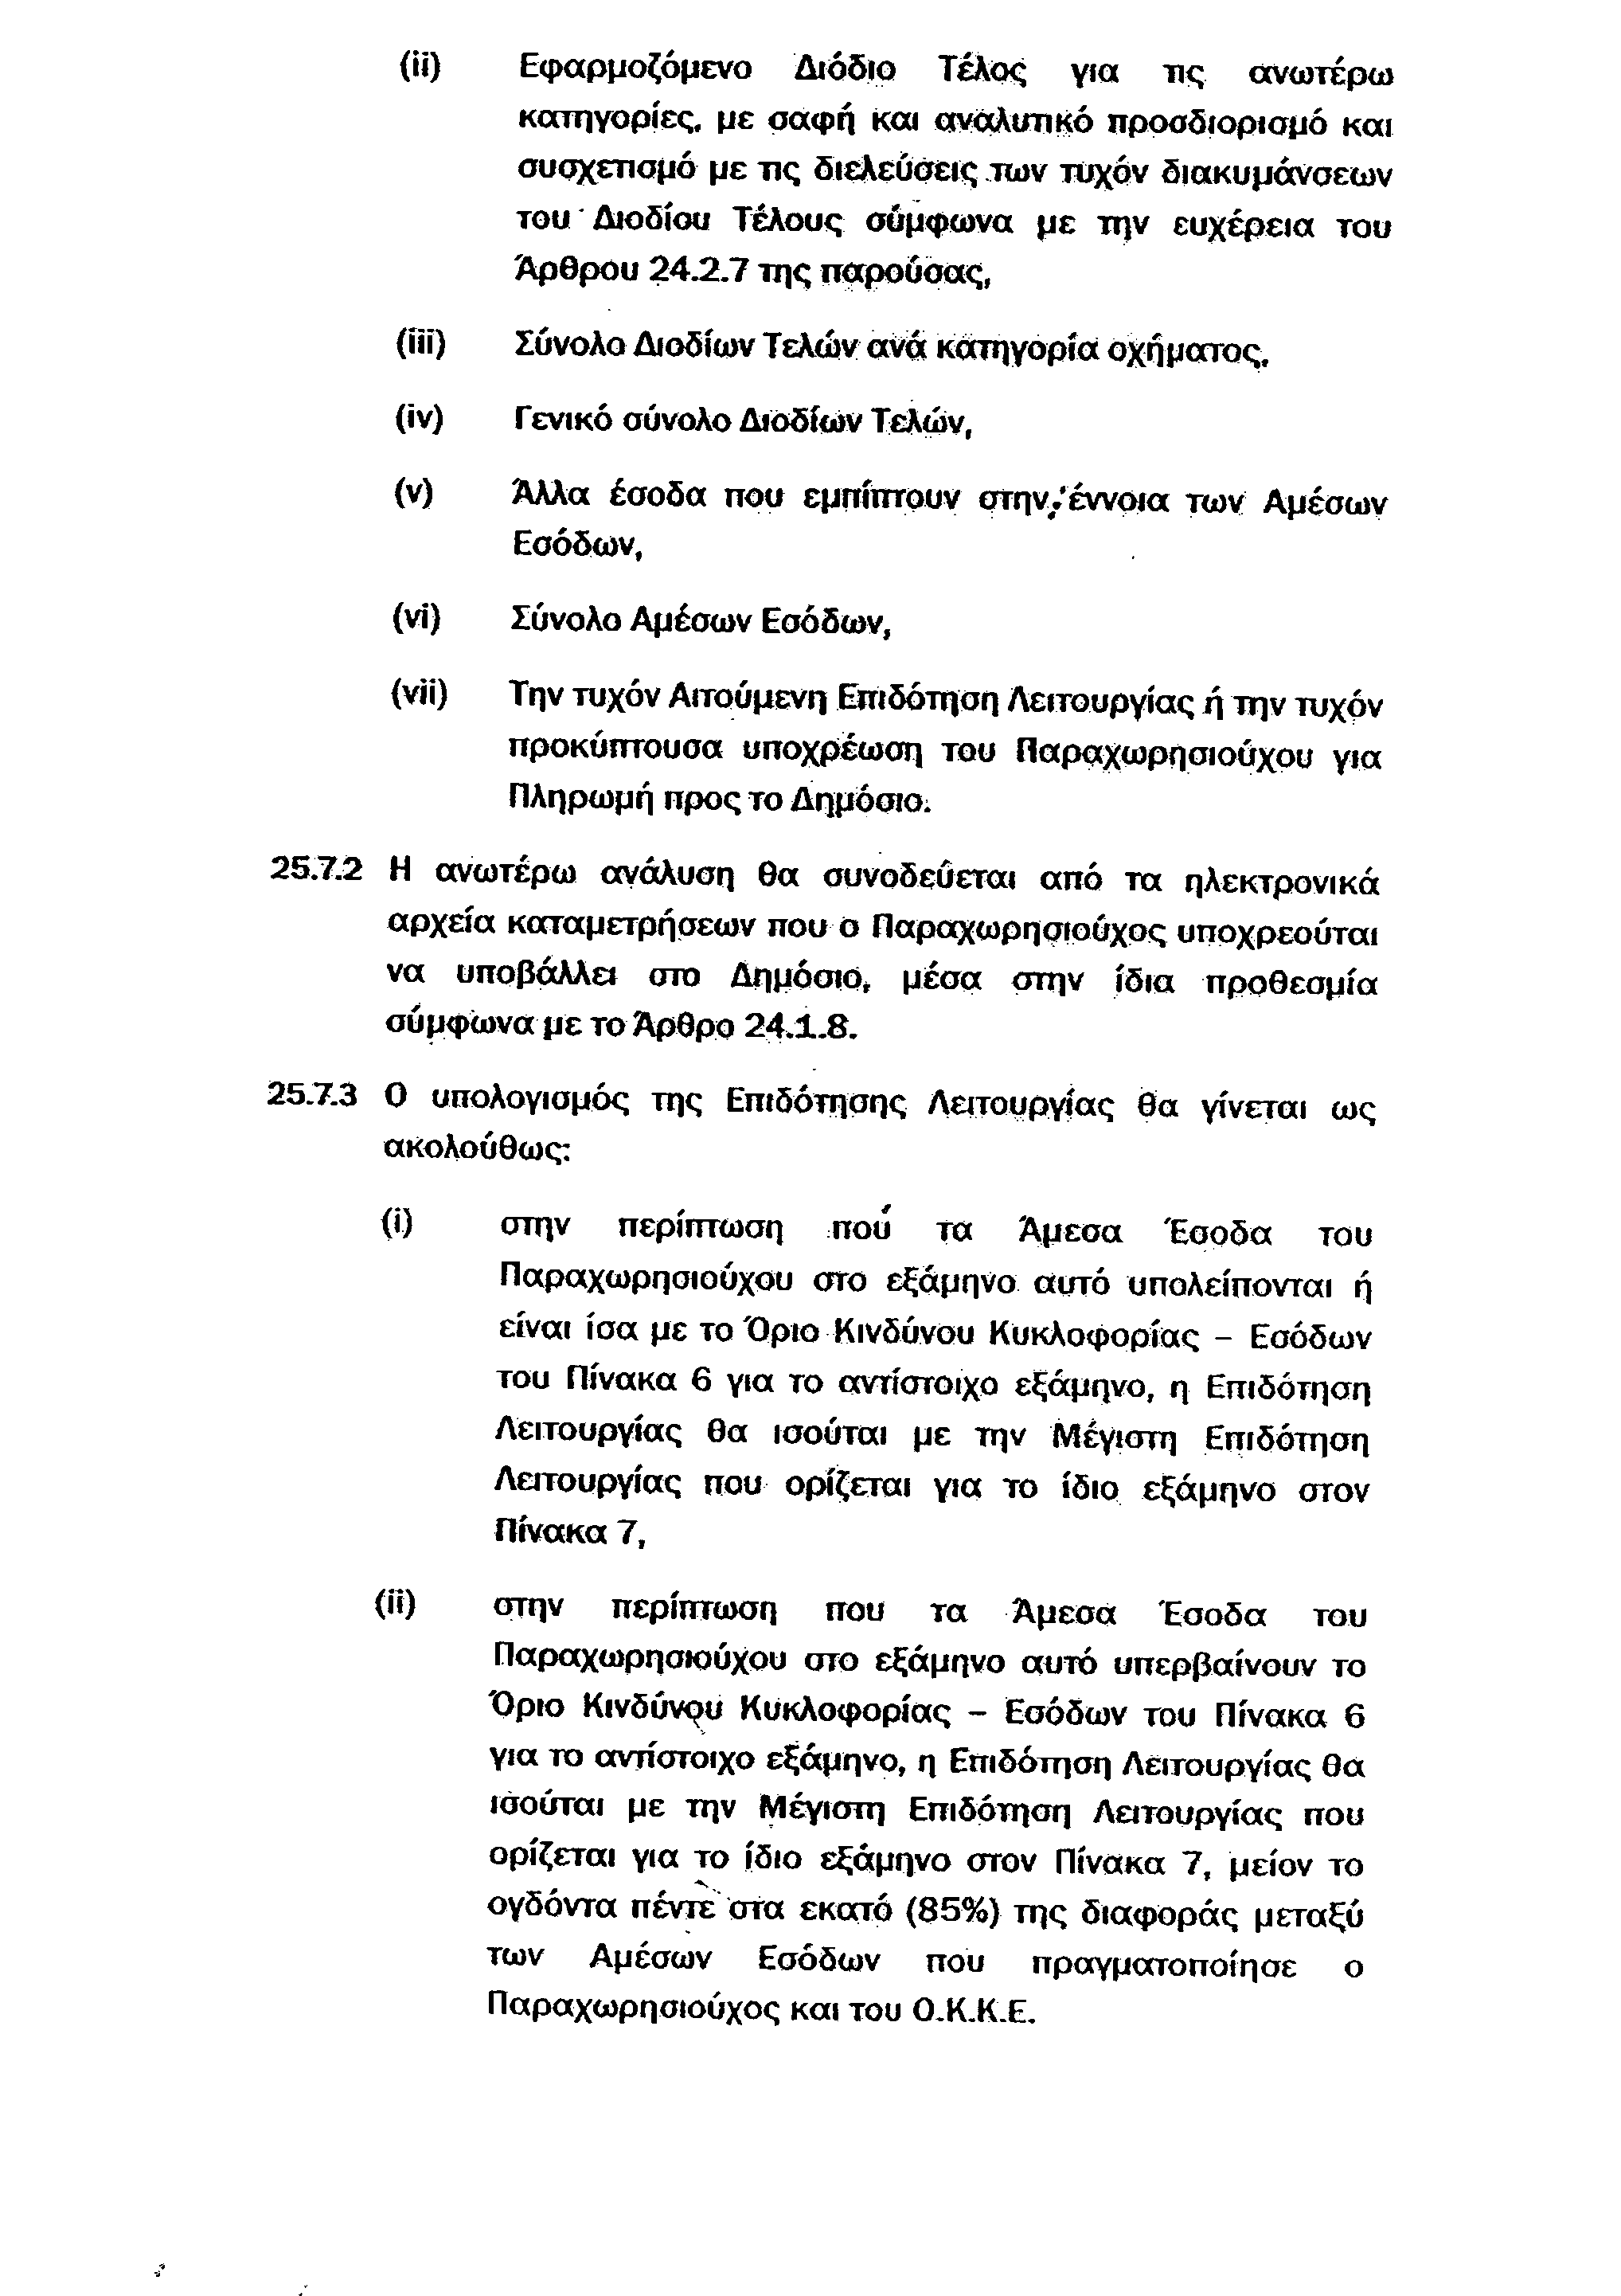 (ii) Εφαρμοζόμενο Διόδιο Τέλος για τις ανωτέρω
κατηγορίες, με σαφή και αναλυτικό προσδιορισμό και
συσχετισμό με τις διελεύσεις των τυχόν διακυμάνσεων
του Διοδίου Τέλους σύμφωνα με την ευχέρεια του
Άρθρου 24.2.7 της παρούσας,
(iii) Σύνολο Διοδίων Τελών ανά κατηγορία οχήματος,
(iv) Γενικό σύνολο Διοδίων Τελών,
(v) Άλλα έσοδα που εμπίπτουν στην έννοια των Αμέσων
Εσόδων,
(vi) Σύνολο Αμέσων Εσόδων,
(vii) Την τυχόν Αιτούμενη Επιδότηση Λειτουργίας ή την τυχόν
προκύπτουσα υποχρέωση του Παραχωρησιούχου για
Πληρωμή προς το Δημόσιο.
25.7.2 Η ανωτέρω ανάλυση θα συνοδεύεται από τα ηλεκτρονικά
αρχεία καταμετρήσεων που ο Παραχωρησιούχος υποχρεούται
να υποβάλλει στο Δημόσιο, μέσα στην ίδια προθεσμία
σύμφωνα με το Άρθρο 24.1.8.
25.7.3 Ο υπολογισμός της Επιδότησης Λειτουργίας θα γίνεται ως
ακολούθως:
(i) στην περίπτωση πού τα Άμεσα Έσοδα του
Παραχωρησιούχου στο εξάμηνο αυτό υπολείπονται ή
είναι ίσα με το Όριο Κινδύνου Κυκλοφορίας – Εσόδων
του Πίνακα 6 για το αντίστοιχο εξάμηνο, η Επιδότηση
Λειτουργίας θα ισούται με την Μέγιστη Επιδότηση
Λειτουργίας που ορίζεται για το ίδιο εξάμηνο στον
Πίνακα 7,
(ii) στην περίπτωση που τα Άμεσα Έσοδα του
Παραχωρησιούχου στο εξάμηνο αυτό υπερβαίνουν το
Όριο Κινδύνου Κυκλοφορίας – Εσόδων του Πίνακα 6
για το αντίστοιχο εξάμηνο, η Επιδότηση Λειτουργίας θα
ισούται με την Μέγιστη Επιδότηση Λειτουργίας που
ορίζεται για το ίδιο εξάμηνο στον Πίνακα 7, μείον το
ογδόντα πέντε στα εκατό (85%) της διαφοράς μεταξύ
των Αμέσων Εσόδων που πραγματοποίησε ο
Παραχωρησιούχος και του Ο.Κ.Κ.Ε.